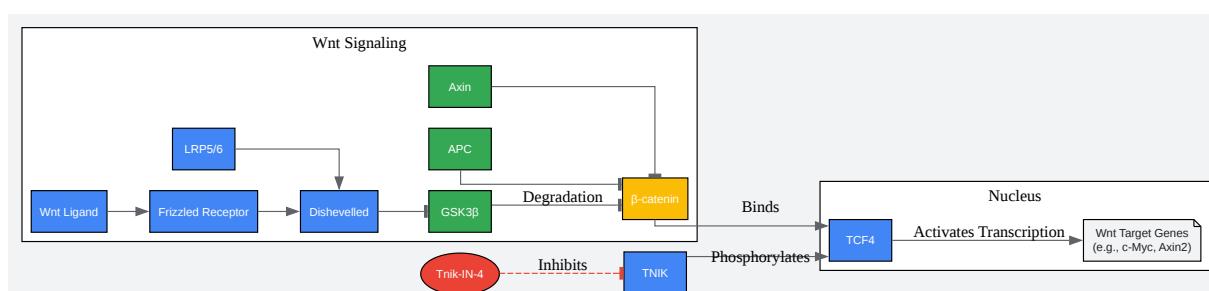 Wnt Signaling
Axin
LRP5/6
APC
Wnt Ligand
Frizzled Receptor
Dishevelled
GSK3β
Degradation
β-catenin
Binds
Nucleus
TCF4
Activates Transcription
Wnt Target Genes
(e.g., c-Myc, Axin2)
Tnik-IN-4
Inhibits
TNIK
Phosphorylates